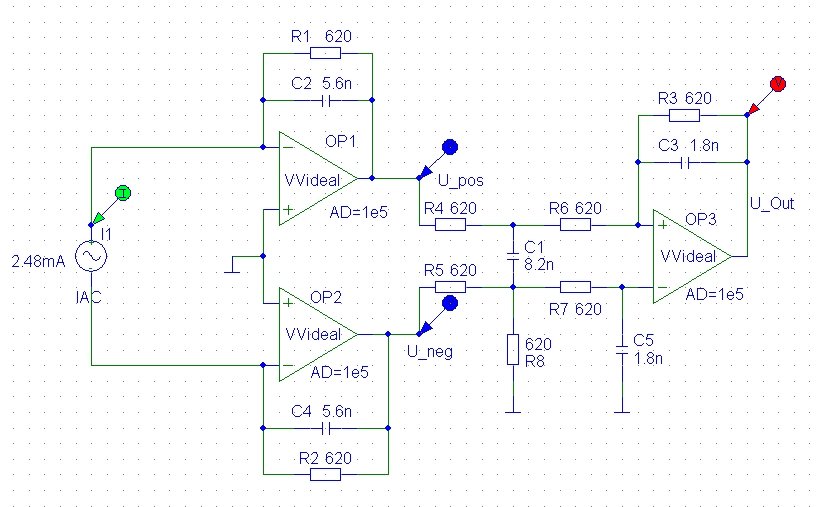 R1 620
C2 5.6n
OP1
VVideal
AD=1e5
U_pos
I
I1
2.48mA
IAC
R4 620
R6 620
C1
8.2n
R3 620
V
C3 1.8n
U_Out
OP3
VVideal
AD=1e5
R5 620
R7 620
OP2
VVideal
AD=1e5
U_neg
620
R8
C5
1.8n
C4 5.6n
R2 620